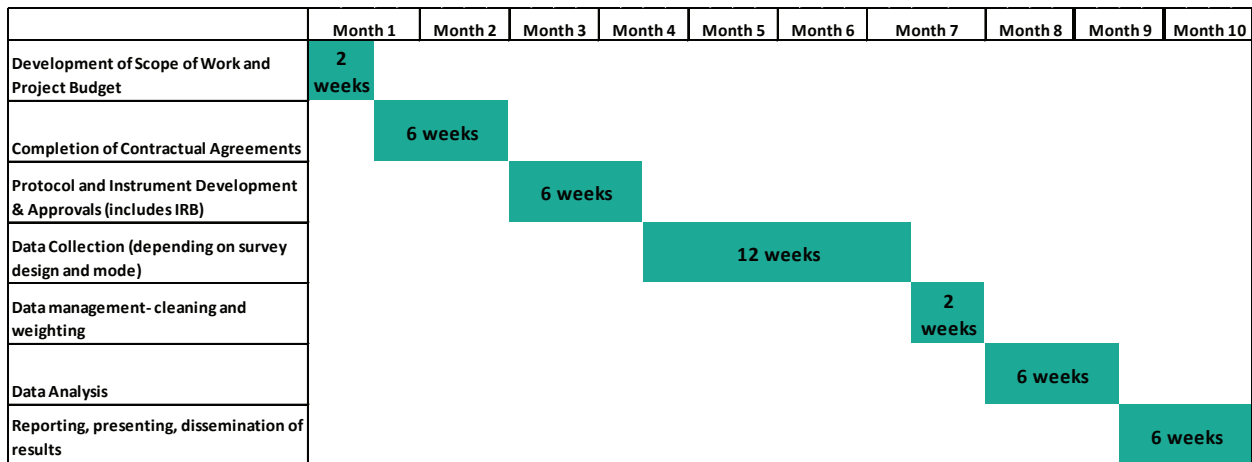 Month 1 Month 2 Month 3 Month 4 Month 5 Month 6 Month 7 Month 8 Month 9 Month 10
Development of Scope of Work and
Project Budget
2
weeks
Completion of Contractual Agreements
6 weeks
Protocol and Instrument Development
& Approvals (includes IRB)
6 weeks
Data Collection (depending on survey
design and mode)
12 weeks
Data management- cleaning and
weighting
2
weeks
Data Analysis
6 weeks
Reporting, presenting, dissemination of
results
6 weeks